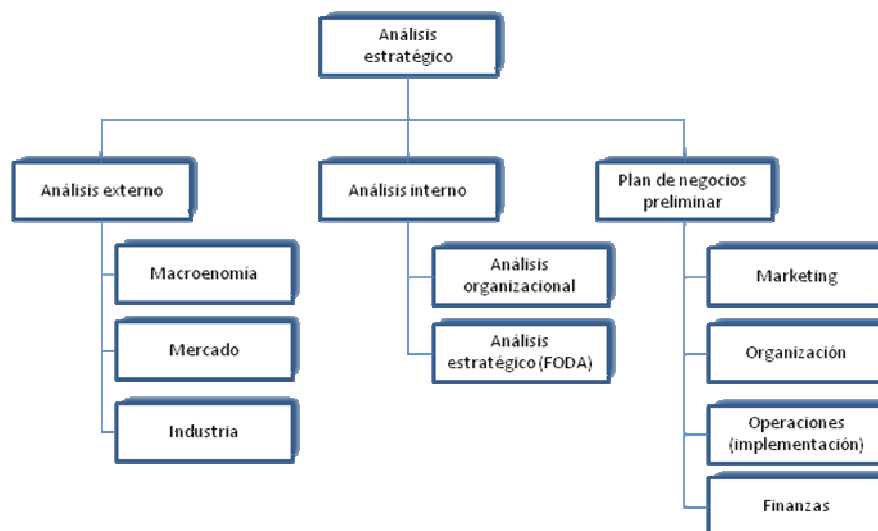 Análisis
estratégico
Análisis externo
Análisis interno
Plan de negocios
preliminar
Macroenomía
Mercado
Industria
Análisis
organizacional
Análisis
estratégico (FODA)
Marketing
Organización
Operaciones
(implementación)
Finanzas